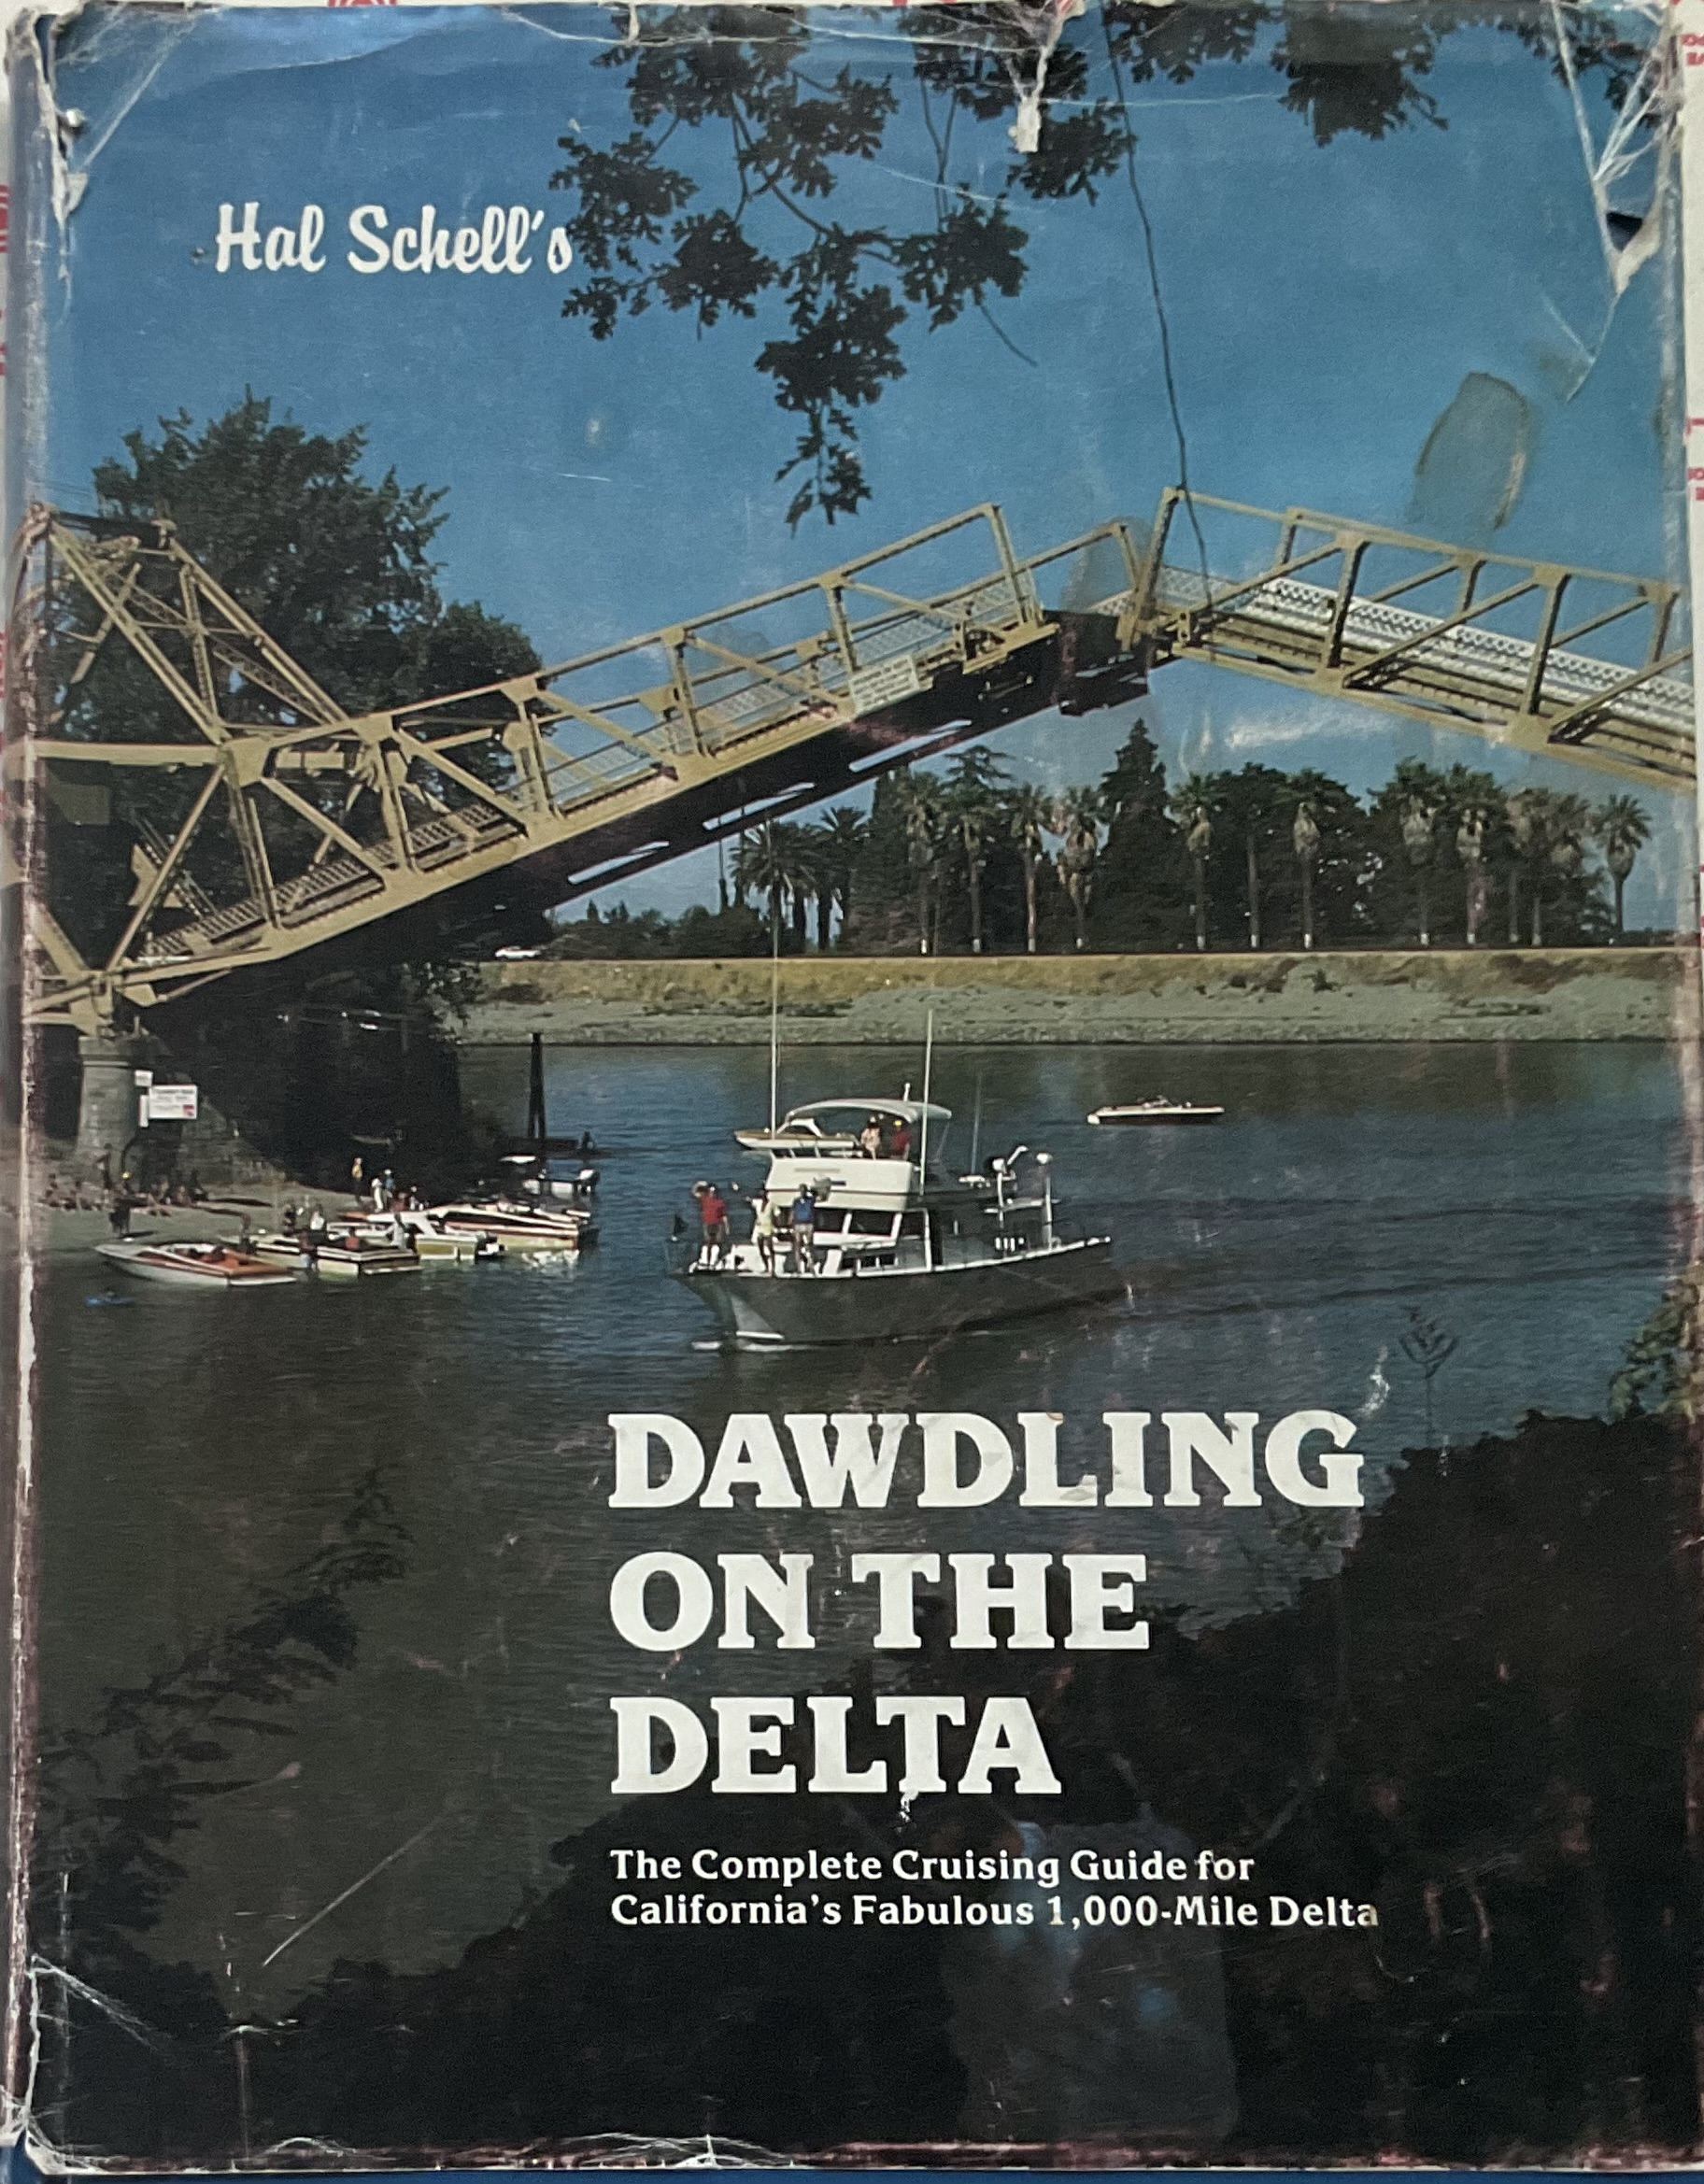 Hal Schell's
DAWDLING
ON THE
DELTA
The Complete Cruising Guide for
California's Fabulous 1,000-Mile Delta